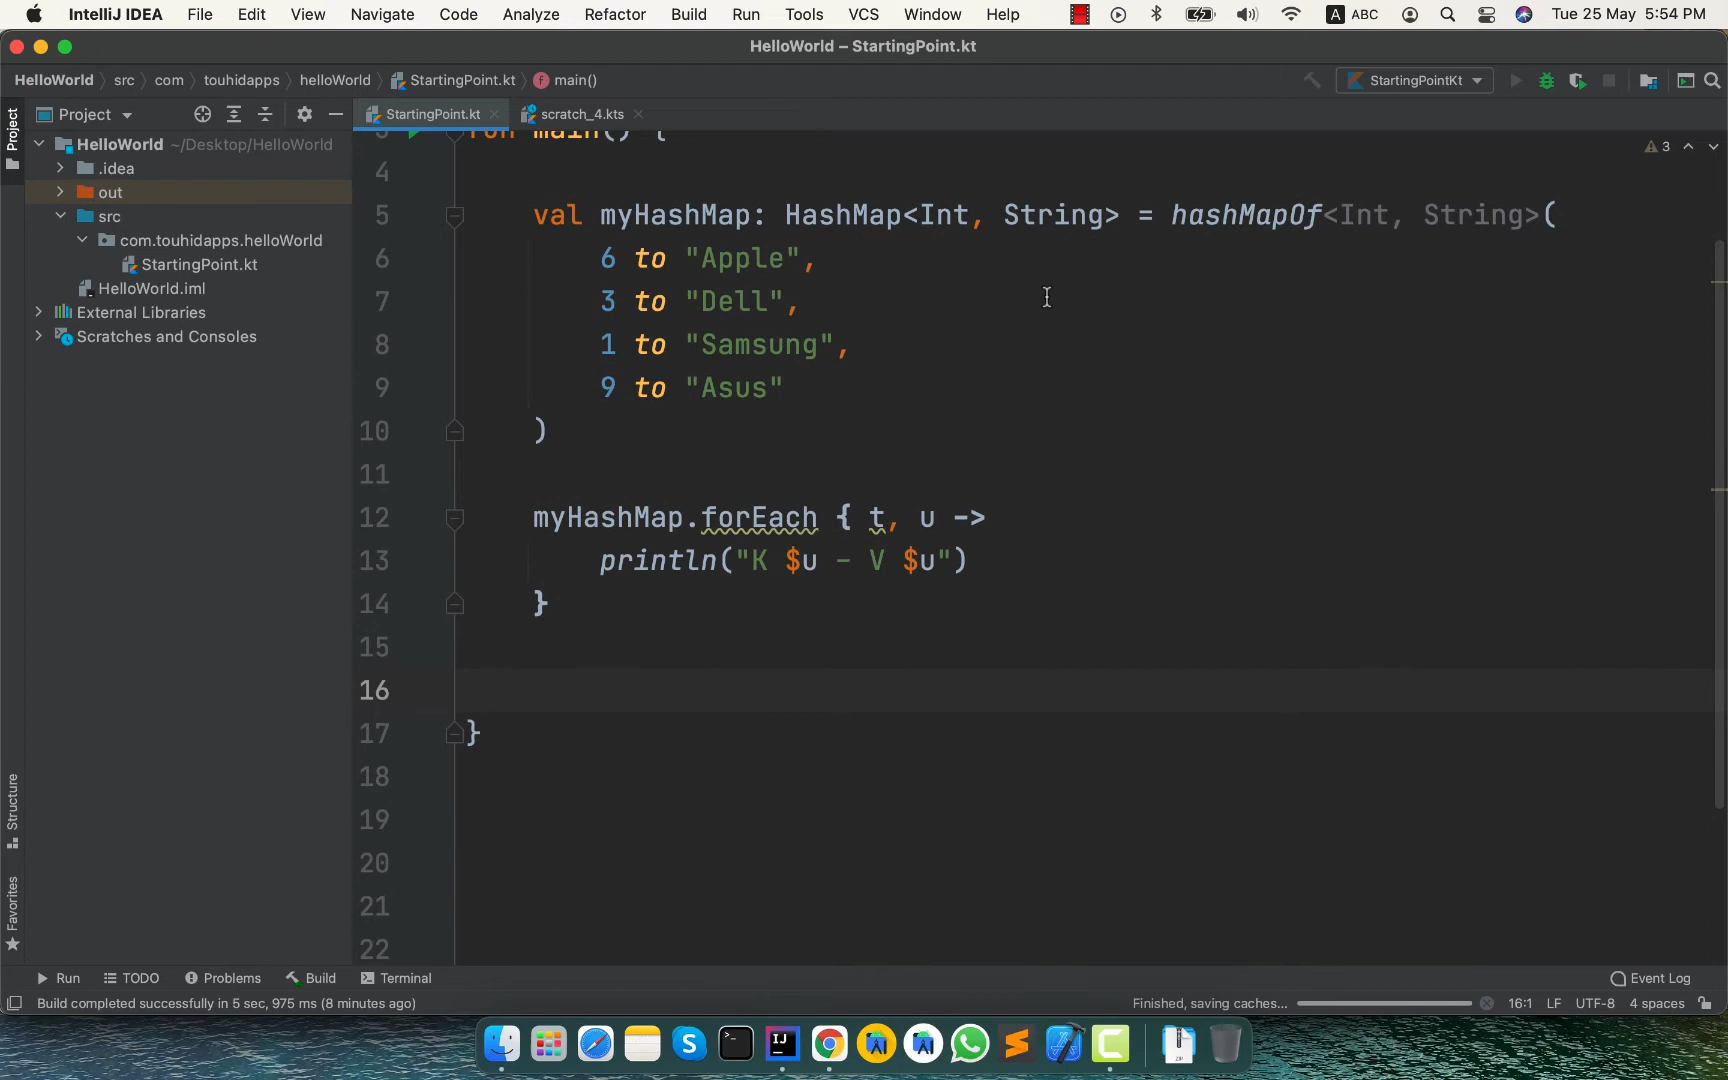 IntelliJ IDEA File Edit View Navigate Code Analyze Refactor Build Run Tools VCS Window Help A ABC Tue 25 May 5:54 PM
HelloWorld – StartingPoint.kt
HelloWorld src com touhidapps helloWorld StartingPoint.kt main() StartingPointKt
Project StartingPoint.kt scratch_4.kts
Project
HelloWorld ~/Desktop/HelloWorld
.idea
out
src
com.touhidapps.helloWorld
StartingPoint.kt
HelloWorld.iml
External Libraries
Scratches and Consoles
Structure
Favorites
3 fun main() {
3
4
5 val myHashMap: HashMap<Int, String> = hashMapOf<Int, String>(
6 6 to "Apple",
7 3 to "Dell",
8 1 to "Samsung",
9 9 to "Asus"
10 )
11
12 myHashMap.forEach { t, u ->
13 println("K $u – V $u")
14 }
15
16
17 }
18
19
20
21
22
Run TODO Problems Build Terminal Event Log
Build completed successfully in 5 sec, 975 ms (8 minutes ago) Finished, saving caches... 16:1 LF UTF-8 4 spaces
IJ
ZIP